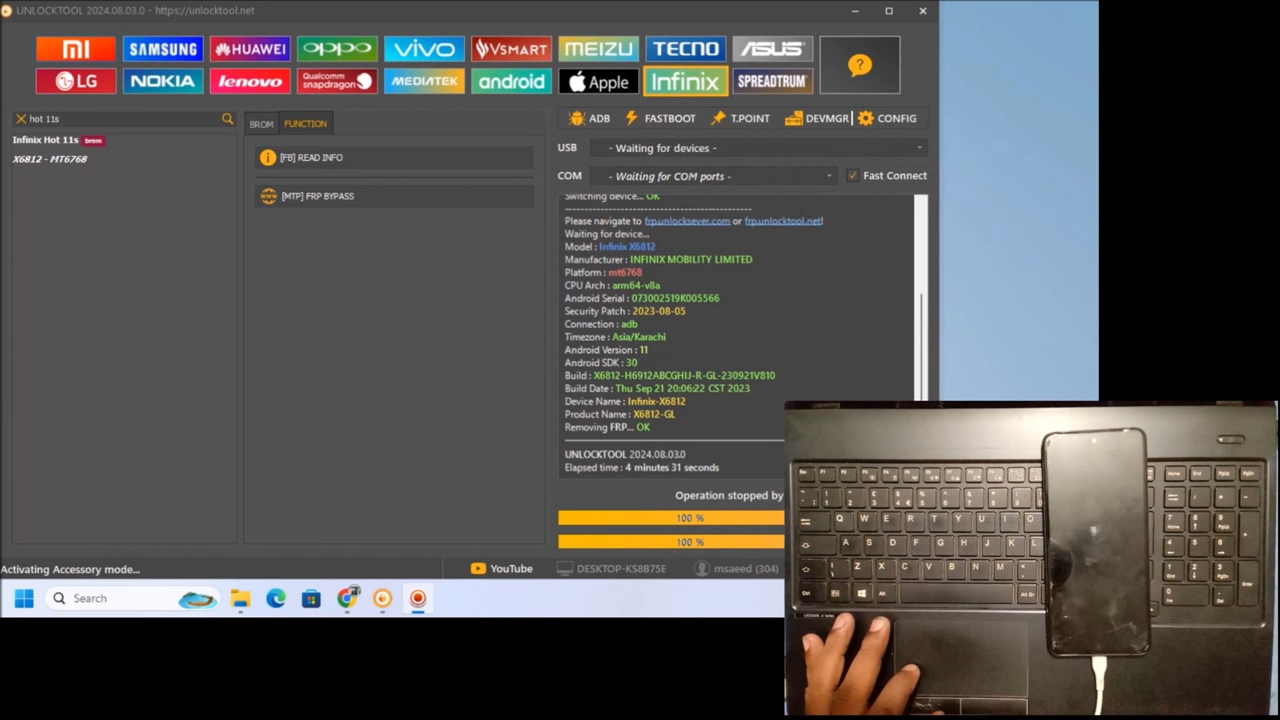 UNLOCKTOOL 2024.08.03.0 - https://unlocktool.net
mi SAMSUNG HUAWEI oppo vivo VSMART MEIZU TECNO ASUS ?
LG NOKIA lenovo Qualcomm snapdragon MEDIATEK android Apple Infinix SPREADTRUM
hot 11s
Infinix Hot 11s brom
X6812 - MT6768
BROM FUNCTION
[FB] READ INFO
[MTP] FRP BYPASS
ADB FASTBOOT T.POINT DEVMGR CONFIG
USB - Waiting for devices -
COM - Waiting for COM ports - Fast Connect
Switching device... OK
Please navigate to frp.unlocksever.com or frp.unlocktool.net!
Waiting for device...
Model : Infinix X6812
Manufacturer : INFINIX MOBILITY LIMITED
Platform : mt6768
CPU Arch : arm64-v8a
Android Serial : 073002519K005566
Security Patch : 2023-08-05
Connection : adb
Timezone : Asia/Karachi
Android Version : 11
Android SDK : 30
Build : X6812-H6912ABCGHIJ-R-GL-230921V810
Build Date : Thu Sep 21 20:06:22 CST 2023
Device Name : Infinix-X6812
Product Name : X6812-GL
Removing FRP... OK
UNLOCKTOOL 2024.08.03.0
Elapsed time : 4 minutes 31 seconds
Operation stopped by
100 %
100 %
Activating Accessory mode...
YouTube DESKTOP-KS8B75E msaeed (304)
Search
Q W E R T Y U I O
A S D F G H J K L
Z X C V B N M